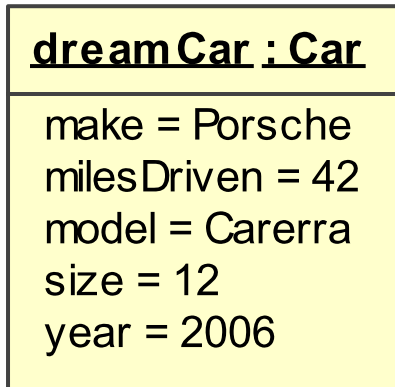 dreamCar : Car
make = Porsche
milesDriven = 42
model = Carerra
size = 12
year = 2006